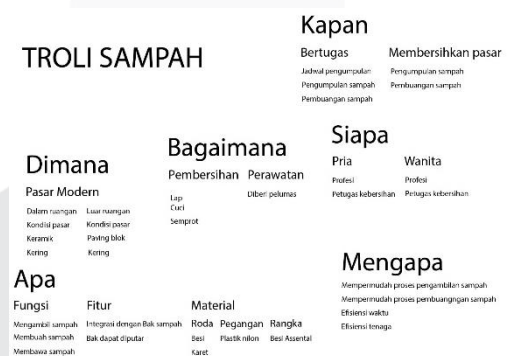 TROLI SAMPAH
Kapan
Bertugas
Jadwal pengumpulan
Pengumpulan sampah
Pembuangan sampah
Membersihkan pasar
Pengumpulan sampah
Pembuangan sampah
Siapa
Pria
Profesi
Petugas kebersihan
Wanita
Profesi
Petugas kebersihan
Bagaimana
Pembersihan
Lap
Cuci
Semprot
Perawatan
Diberi pelumas
Dimana
Pasar Modern
Dalam ruangan
Kondisi pasar
Keramik
Kering
Luar ruangan
Kondisi pasar
Paving blok
Kering
Mengapa
Mempermudah proses pengambilan sampah
Mempermudah proses pembuangngan sampah
Efisiensi waktu
Efisiensi tenaga
Apa
Fungsi
Mengambil sampah
Membuah sampah
Membawa sampah
Fitur
Integrasi dengan Bak sampah
Bak dapat diputar
Material
Roda
Besi
Karet
Pegangan
Plastik nilon
Rangka
Besi Assental